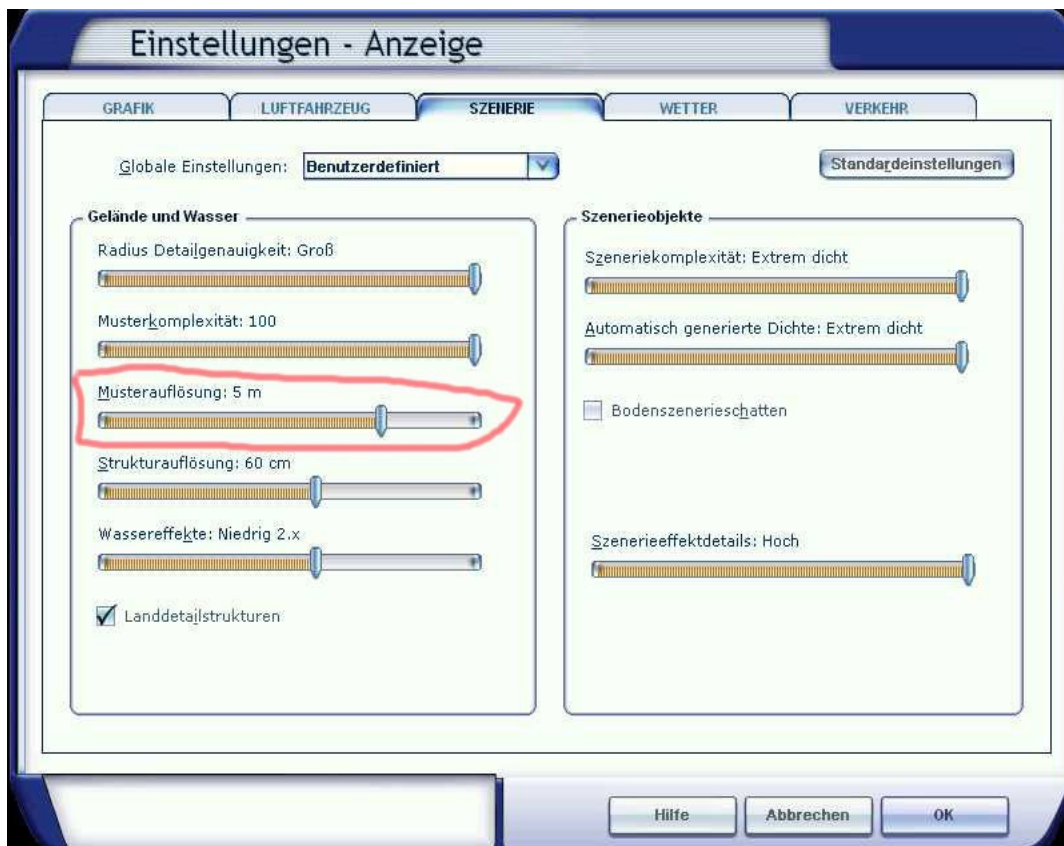 Einstellungen - Anzeige
GRAFIK
LUFTFAHRZEUG
SZENERIE
WETTER
VERKEHR
Globale Einstellungen: Benutzerdefiniert
Standardeinstellungen
Gelände und Wasser
Radius Detailgenauigkeit: Groß
Musterkomplexität: 100
Musterauflösung: 5 m
Strukturauflösung: 60 cm
Wassereffekte: Niedrig 2.x
Landdetailstrukturen
Szenerieobjekte
Szeneriekomplexität: Extrem dicht
Automatisch generierte Dichte: Extrem dicht
Bodenszenerieschatten
Szenerieeffektdetails: Hoch
Hilfe
Abbrechen
OK